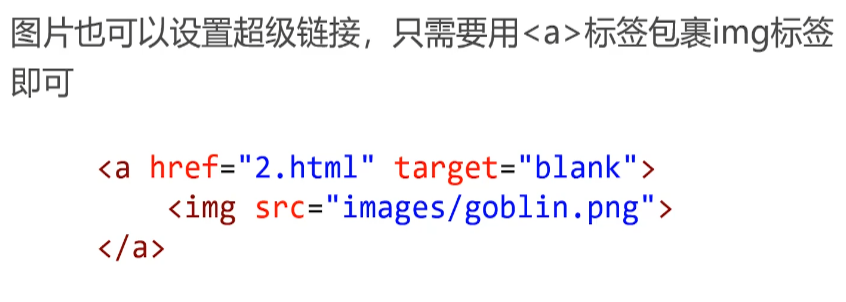 图片也可以设置超级链接，只需要用<a>标签包裹img标签
即可
<a href="2.html" target="blank">
<img src="images/goblin.png">
</a>